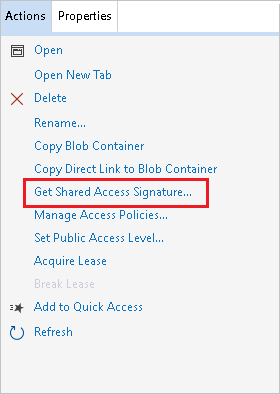 Actions Properties
Open
Open New Tab
Delete
Rename...
Copy Blob Container
Copy Direct Link to Blob Container
Get Shared Access Signature...
Manage Access Policies...
Set Public Access Level...
Acquire Lease
Break Lease
Add to Quick Access
Refresh